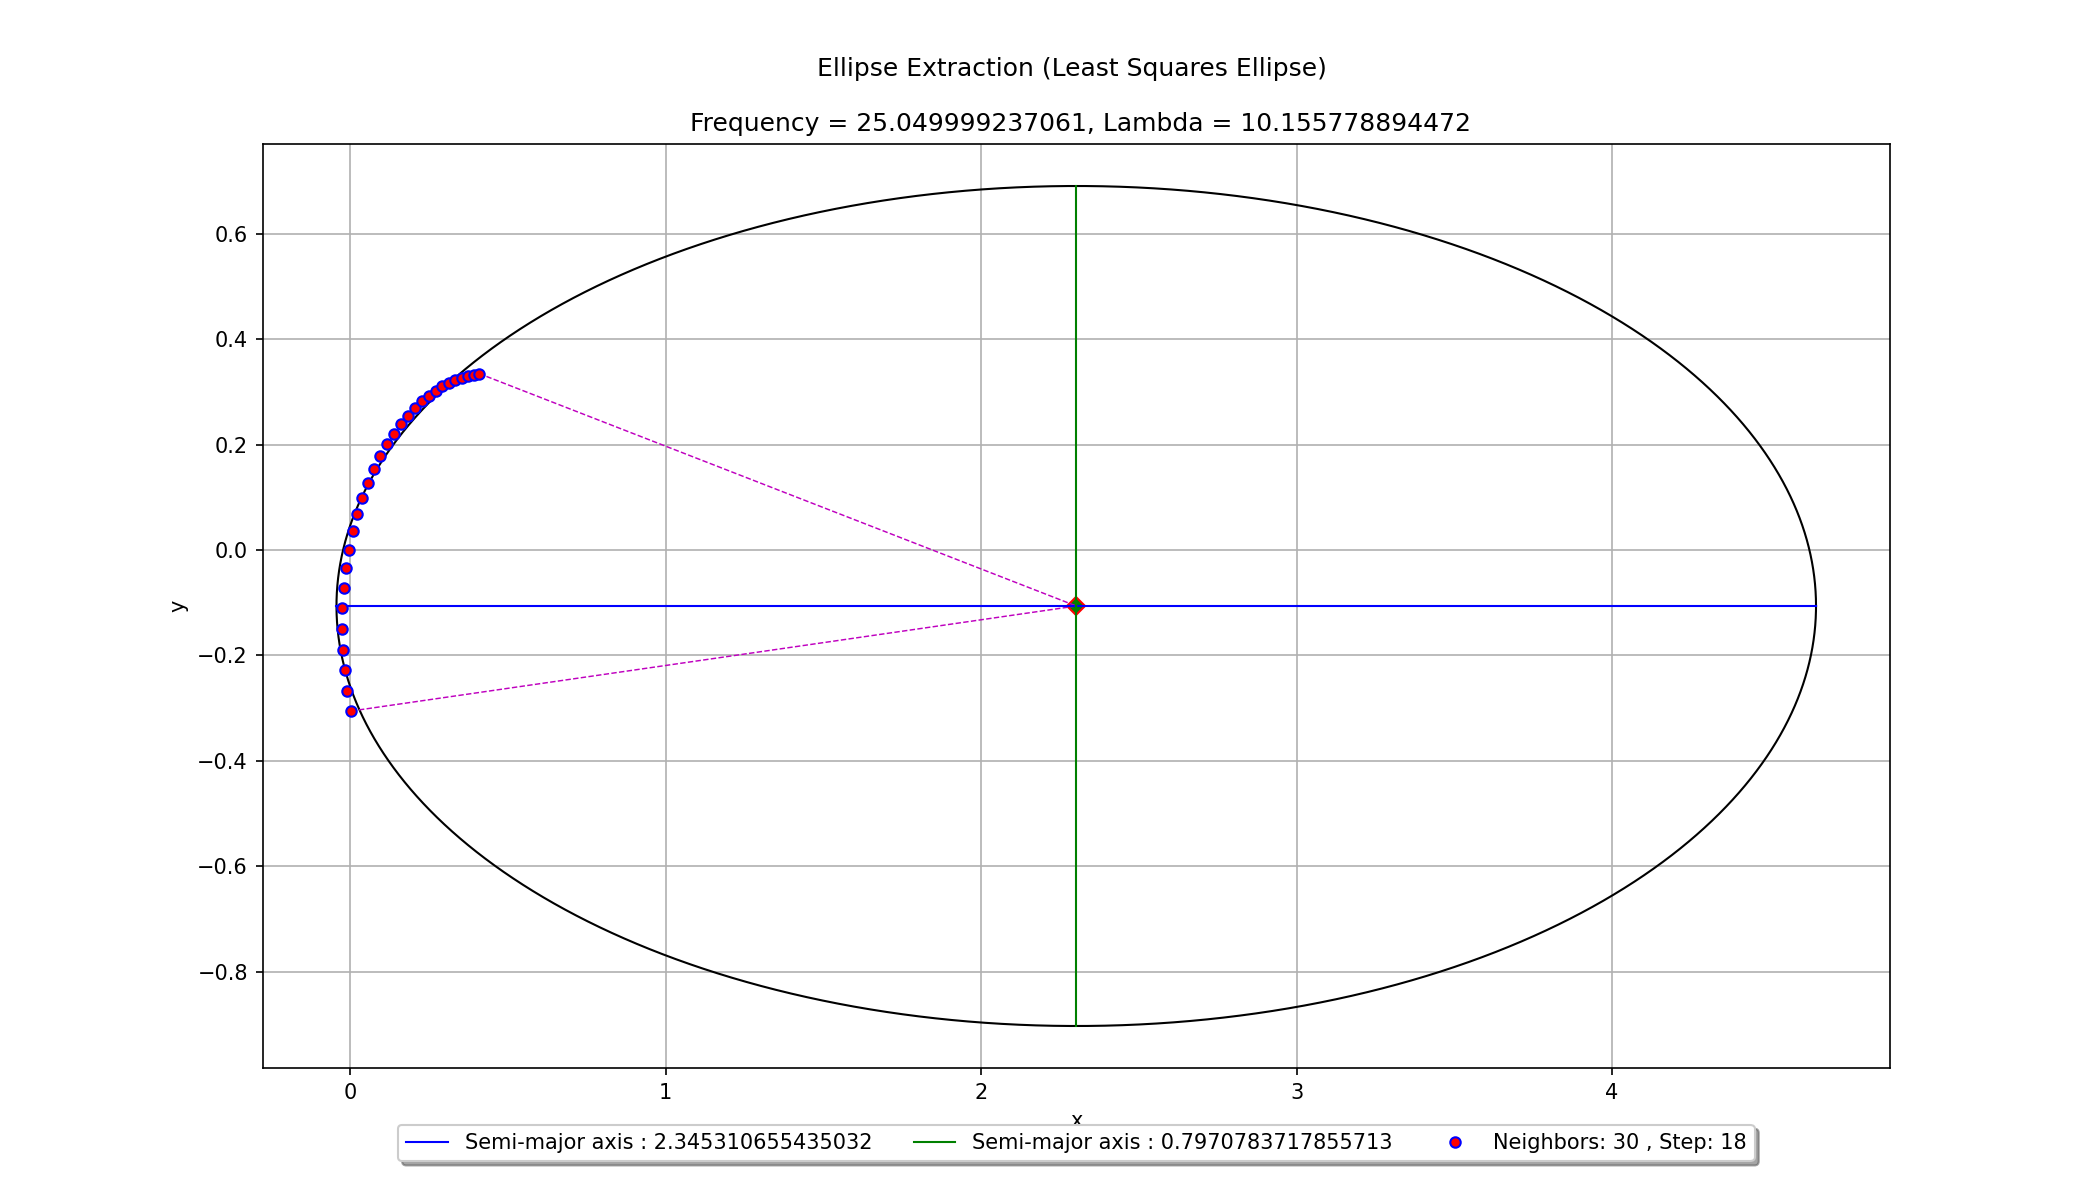 Ellipse Extraction (Least Squares Ellipse)
Frequency = 25.049999237061, Lambda = 10.155778894472
0.6
0.4
0.2
0.0
−0.2
−0.4
−0.6
−0.8
y
0 1 2 3 4
x
Semi-major axis : 2.345310655435032 Semi-major axis : 0.7970783717855713 Neighbors: 30 , Step: 18